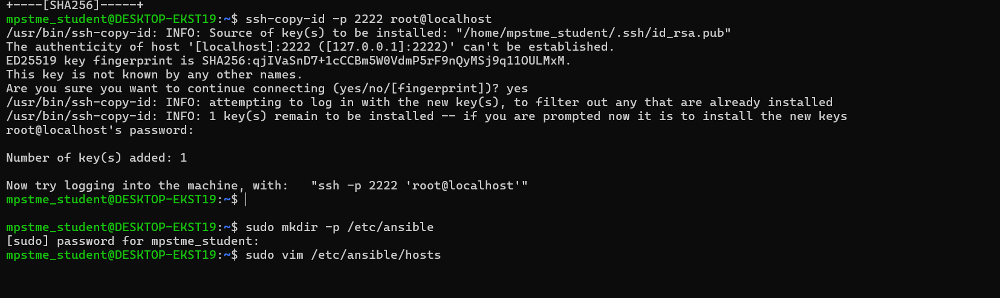 +----[SHA256]-----+
mpstme_student@DESKTOP-EKST19:~$ ssh-copy-id -p 2222 root@localhost
/usr/bin/ssh-copy-id: INFO: Source of key(s) to be installed: "/home/mpstme_student/.ssh/id_rsa.pub"
The authenticity of host '[localhost]:2222 ([127.0.0.1]:2222)' can't be established.
ED25519 key fingerprint is SHA256:qjIVaSnD7+1cCCBm5W0VdmP5rF9nQyMSj9q11OULMxM.
This key is not known by any other names.
Are you sure you want to continue connecting (yes/no/[fingerprint])? yes
/usr/bin/ssh-copy-id: INFO: attempting to log in with the new key(s), to filter out any that are already installed
/usr/bin/ssh-copy-id: INFO: 1 key(s) remain to be installed -- if you are prompted now it is to install the new keys
root@localhost's password:
Number of key(s) added: 1
Now try logging into the machine, with:   "ssh -p 2222 'root@localhost'"
mpstme_student@DESKTOP-EKST19:~$
mpstme_student@DESKTOP-EKST19:~$ sudo mkdir -p /etc/ansible
[sudo] password for mpstme_student:
mpstme_student@DESKTOP-EKST19:~$ sudo vim /etc/ansible/hosts